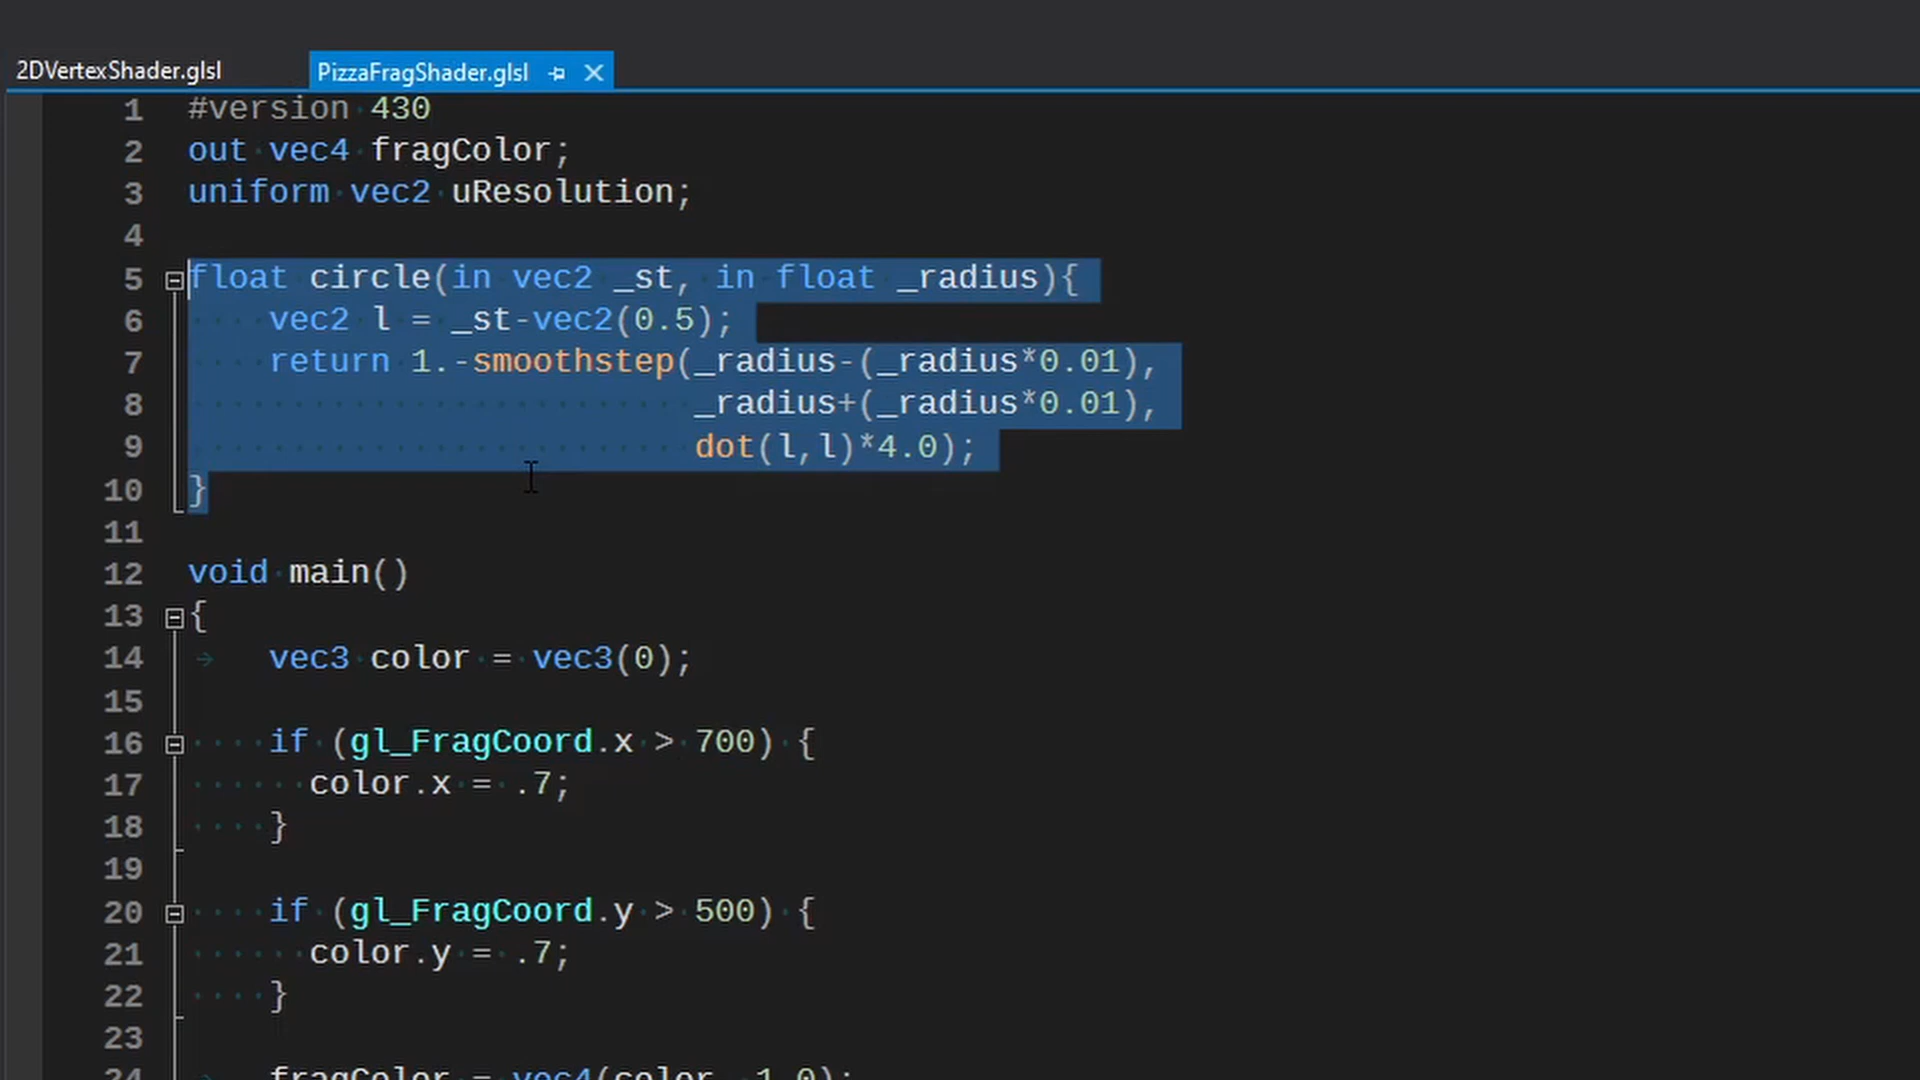 2DVertexShader.glsl PizzaFragShader.glsl
1 #version 430
2 out vec4 fragColor;
3 uniform vec2 uResolution;
4
5 float circle(in vec2 _st, in float _radius){
6 vec2 l = _st-vec2(0.5);
7 return 1.-smoothstep(_radius-(_radius*0.01),
8 _radius+(_radius*0.01),
9 dot(l,l)*4.0);
10 }
11
12 void main()
13 {
14 vec3 color = vec3(0);
15
16 if (gl_FragCoord.x > 700) {
17 color.x = .7;
18 }
19
20 if (gl_FragCoord.y > 500) {
21 color.y = .7;
22 }
23
24 fragColor = vec4(color, 1.0);